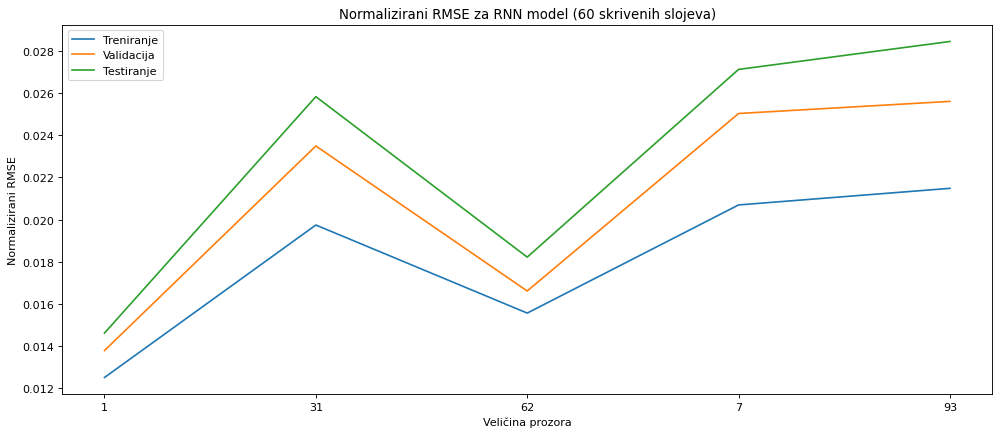 Normalizirani RMSE za RNN model (60 skrivenih slojeva)
Treniranje
Validacija
Testiranje
Normalizirani RMSE
0.028
0.026
0.024
0.022
0.020
0.018
0.016
0.014
0.012
1 31 62 7 93
Veličina prozora